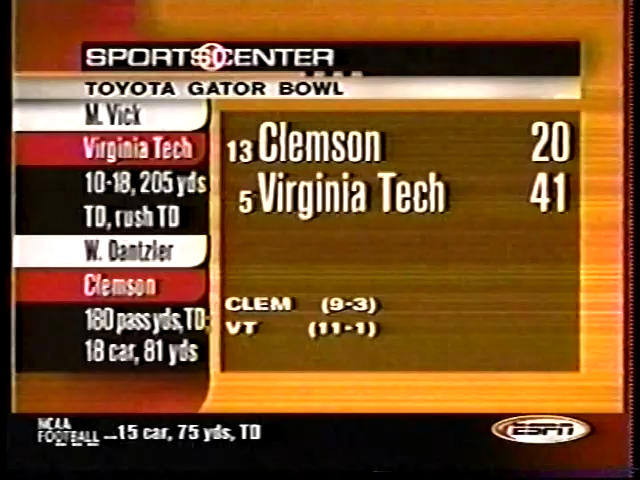 SPORTSCENTER
TOYOTA GATOR BOWL
M. Vick
Virginia Tech
10-18, 205 yds
TD, rush TD
W. Dantzler
Clemson
180 pass yds, TD;
18 car, 81 yds
13 Clemson 20
5 Virginia Tech 41
CLEM (9-3)
VT (11-1)
NCAA
FOOTBALL ...15 car, 75 yds, TD
ESPN